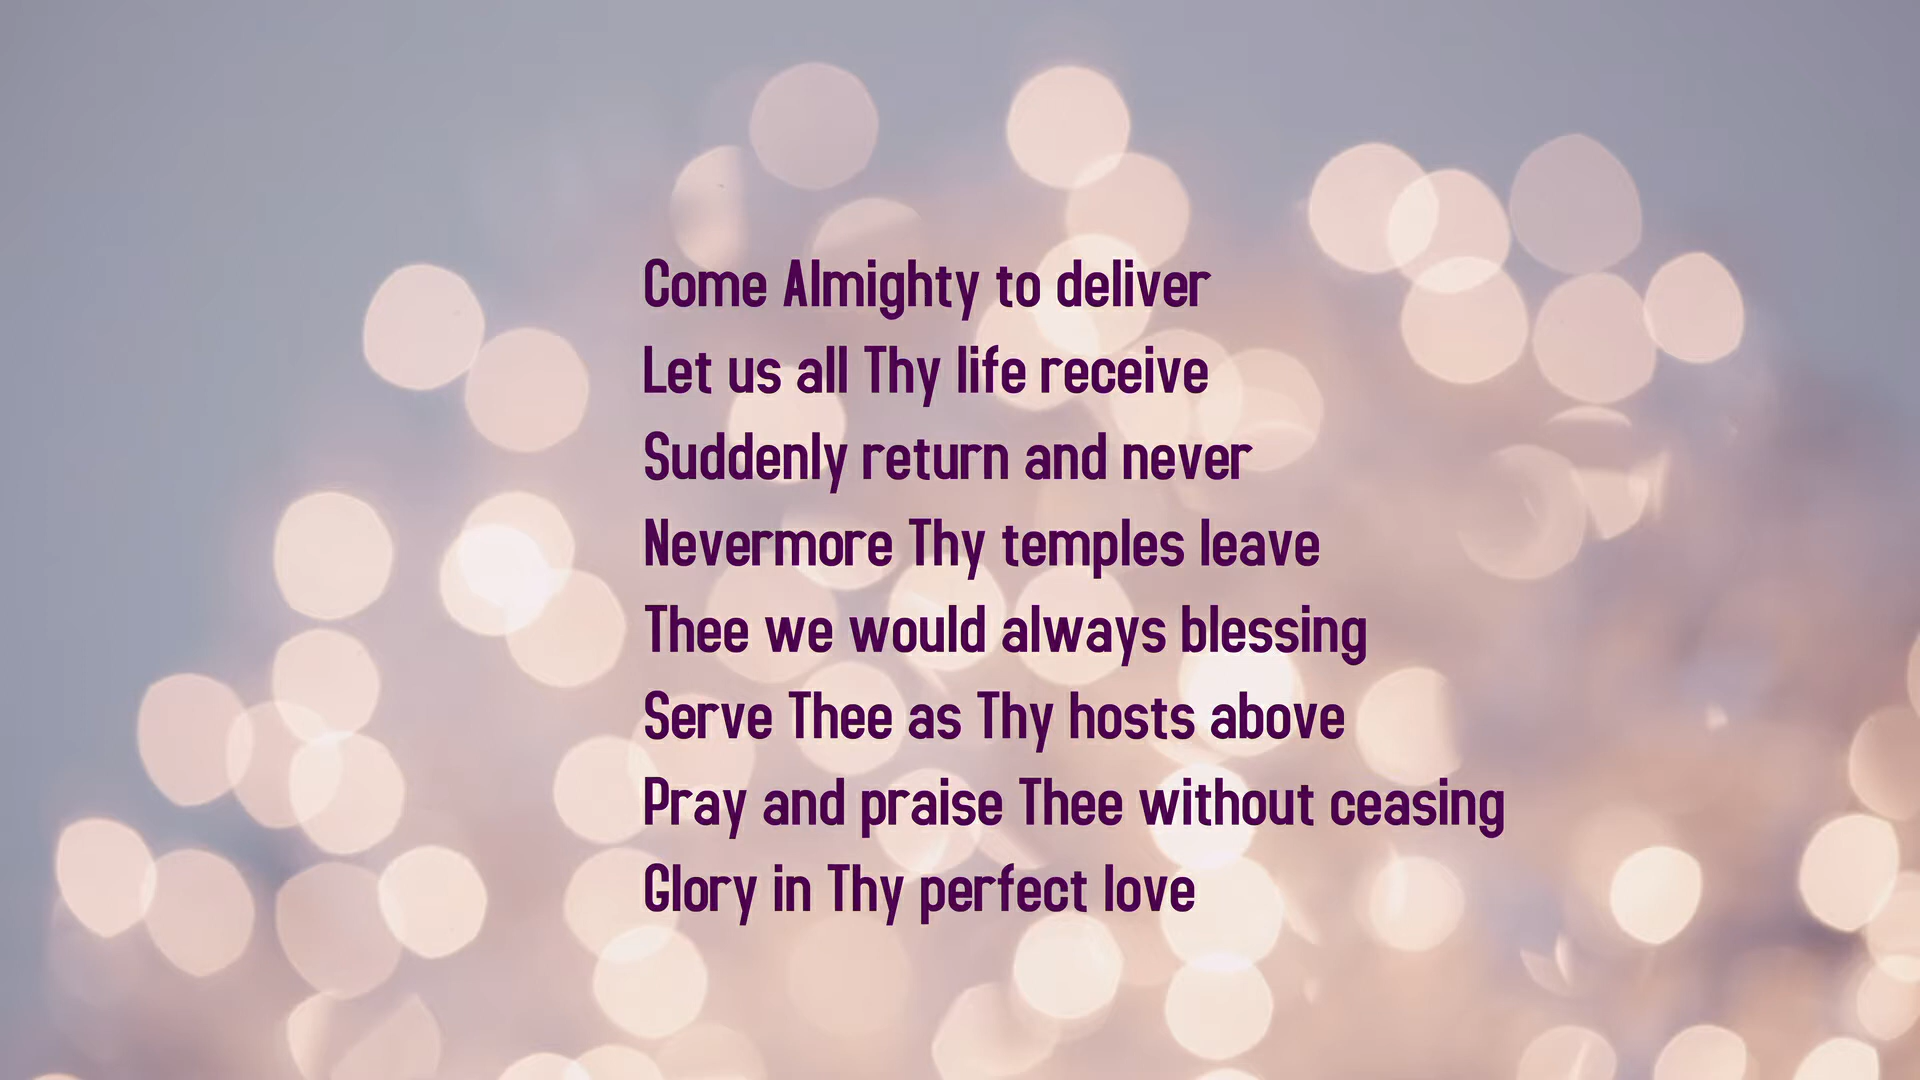 Come Almighty to deliver
Let us all Thy life receive
Suddenly return and never
Nevermore Thy temples leave
Thee we would always blessing
Serve Thee as Thy hosts above
Pray and praise Thee without ceasing
Glory in Thy perfect love